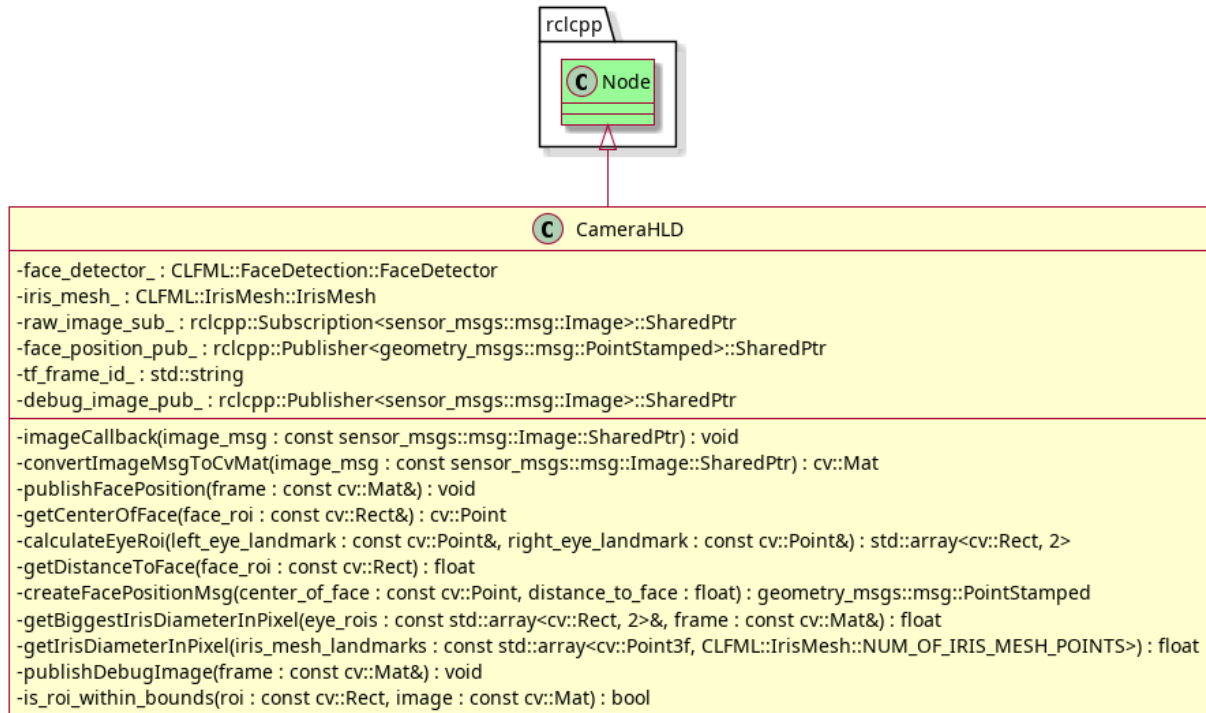 rclcpp
C Node
C CameraHLD
-face_detector_ : CLFML::FaceDetection::FaceDetector
-iris_mesh_ : CLFML::IrisMesh::IrisMesh
-raw_image_sub_ : rclcpp::Subscription<sensor_msgs::msg::Image>::SharedPtr
-face_position_pub_ : rclcpp::Publisher<geometry_msgs::msg::PointStamped>::SharedPtr
-tf_frame_id_ : std::string
-debug_image_pub_ : rclcpp::Publisher<sensor_msgs::msg::Image>::SharedPtr
-imageCallback(image_msg : const sensor_msgs::msg::Image::SharedPtr) : void
-convertImageMsgToCvMat(image_msg : const sensor_msgs::msg::Image::SharedPtr) : cv::Mat
-publishFacePosition(frame : const cv::Mat&) : void
-getCenterOfFace(face_roi : const cv::Rect&) : cv::Point
-calculateEyeRoi(left_eye_landmark : const cv::Point&, right_eye_landmark : const cv::Point&) : std::array<cv::Rect, 2>
-getDistanceToFace(face_roi : const cv::Rect) : float
-createFacePositionMsg(center_of_face : const cv::Point, distance_to_face : float) : geometry_msgs::msg::PointStamped
-getBiggestIrisDiameterInPixel(eye_rois : const std::array<cv::Rect, 2>&, frame : const cv::Mat&) : float
-getIrisDiameterInPixel(iris_mesh_landmarks : const std::array<cv::Point3f, CLFML::IrisMesh::NUM_OF_IRIS_MESH_POINTS>) : float
-publishDebugImage(frame : const cv::Mat&) : void
-is_roi_within_bounds(roi : const cv::Rect, image : const cv::Mat) : bool